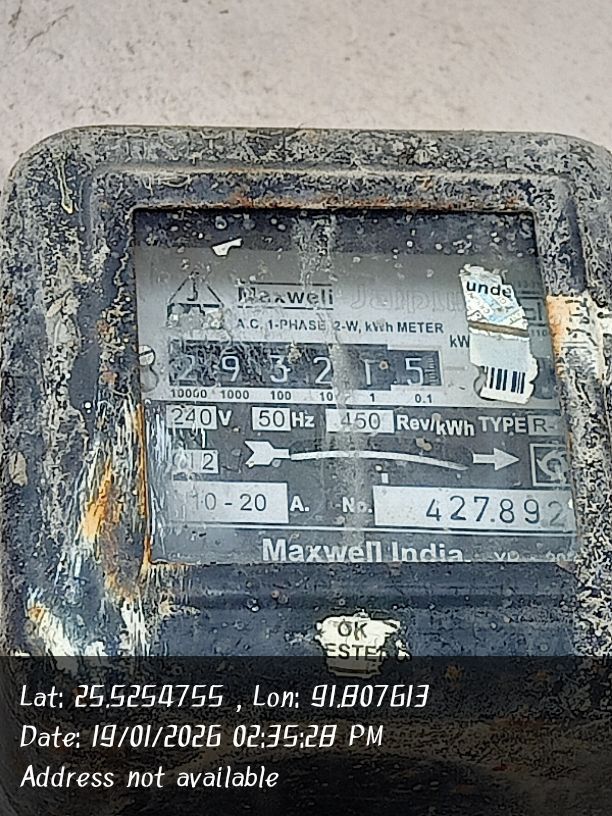 Maxwell Jaipur
A.C. 1-PHASE 2-W, kWh METER
kW
2 9 3 2 1 5
10000 1000 100 10 1 0.1
240 V 50 Hz 450 Rev/kWh TYPE R-
10-20 A. No. 427892
Maxwell India
OK
TESTED
unde
Lat: 25.5254755 , Lon: 91.807613
Date: 19/01/2026 02:35:28 PM
Address not available